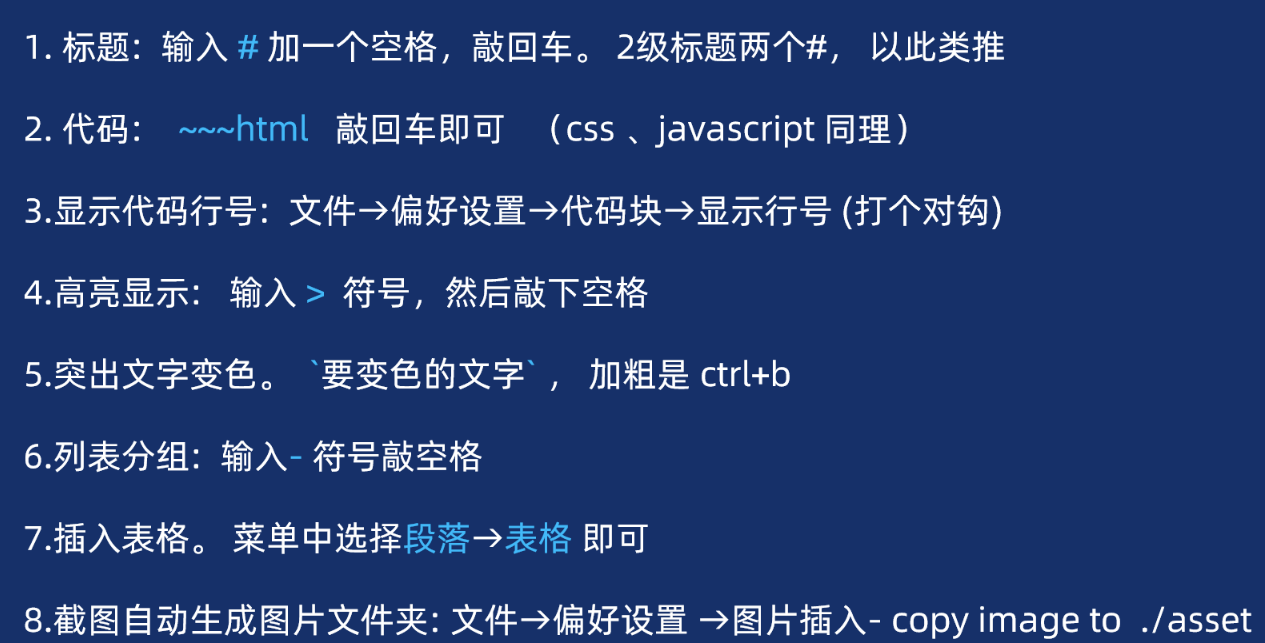 1. 标题：输入 # 加一个空格，敲回车。 2级标题两个#， 以此类推
2. 代码： ~~~html 敲回车即可 （css 、javascript 同理）
3.显示代码行号：文件→偏好设置→代码块→显示行号 (打个对钩)
4.高亮显示： 输入 > 符号，然后敲下空格
5.突出文字变色。 `要变色的文字` ， 加粗是 ctrl+b
6.列表分组：输入- 符号敲空格
7.插入表格。 菜单中选择段落→表格 即可
8.截图自动生成图片文件夹: 文件→偏好设置 →图片插入- copy image to ./asset